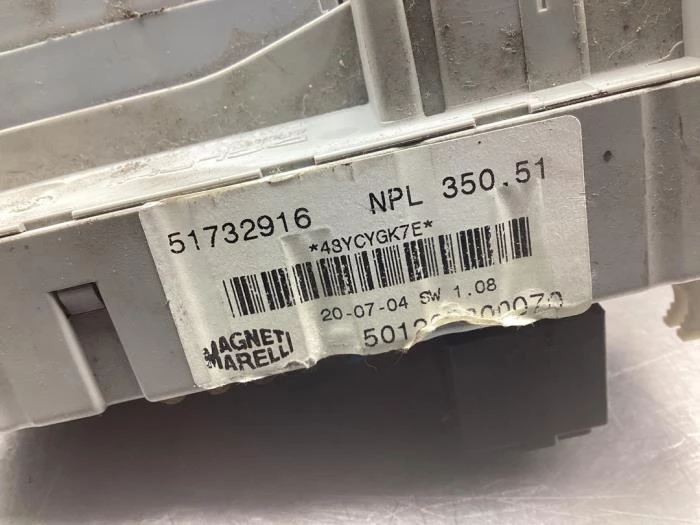 51732916 NPL 350.51
*43YCYGK7E*
20-07-04 SW 1.08
MAGNETI
MARELLI